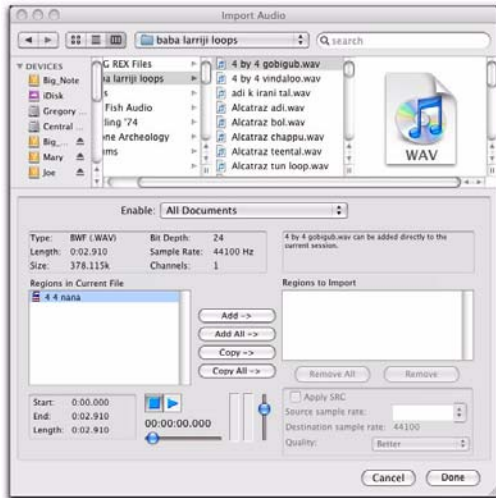 Import Audio
baba larriji loops
search
DEVICES
Big_Note
iDisk
Gregory ...
Central ...
Big_...
Mary
Joe
G REX Files
a larriji loops
s
Fish Audio
ling '74
ne Archeology
ms
4 by 4 gobigub.wav
4 by 4 vindaloo.wav
adi k irani tal.wav
Alcatraz adi.wav
Alcatraz bol.wav
Alcatraz chappu.wav
Alcatraz teental.wav
Alcatraz tun loop.wav
WAV
Enable: All Documents
Type: BWF (.WAV) Bit Depth: 24
Length: 0:02.910 Sample Rate: 44100 Hz
Size: 378.115k Channels: 1
4 by 4 gobigub.wav can be added directly to the
current session.
Regions in Current File
4 4 nana
Add ->
Add All ->
Copy ->
Copy All ->
Regions to Import
Remove All Remove
Start: 0:00.000
End: 0:02.910
Length: 0:02.910
00:00:00.000
Apply SRC
Source sample rate:
Destination sample rate: 44100
Quality: Better
Cancel Done